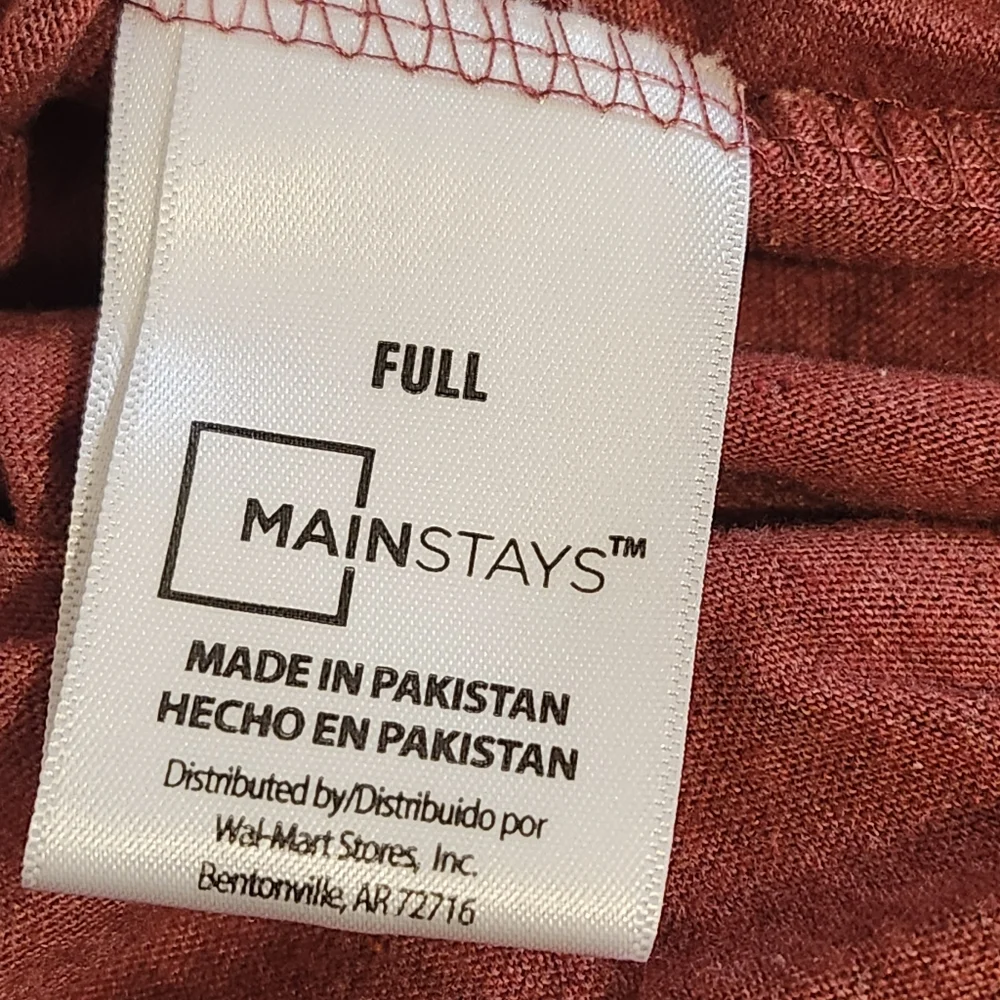 FULL
MAINSTAYS™
MADE IN PAKISTAN
HECHO EN PAKISTAN
Distributed by/Distribuido por
Wal-Mart Stores, Inc.
Bentonville, AR 72716